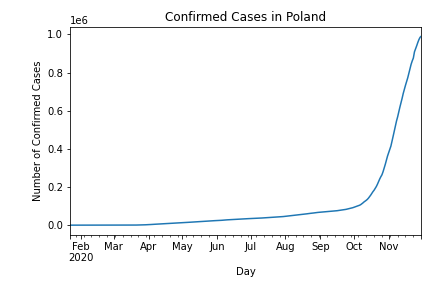 Confirmed Cases in Poland
1e6
1.0
0.8
0.6
0.4
0.2
0.0
Number of Confirmed Cases
Feb Mar Apr May Jun Jul Aug Sep Oct Nov
2020
Day